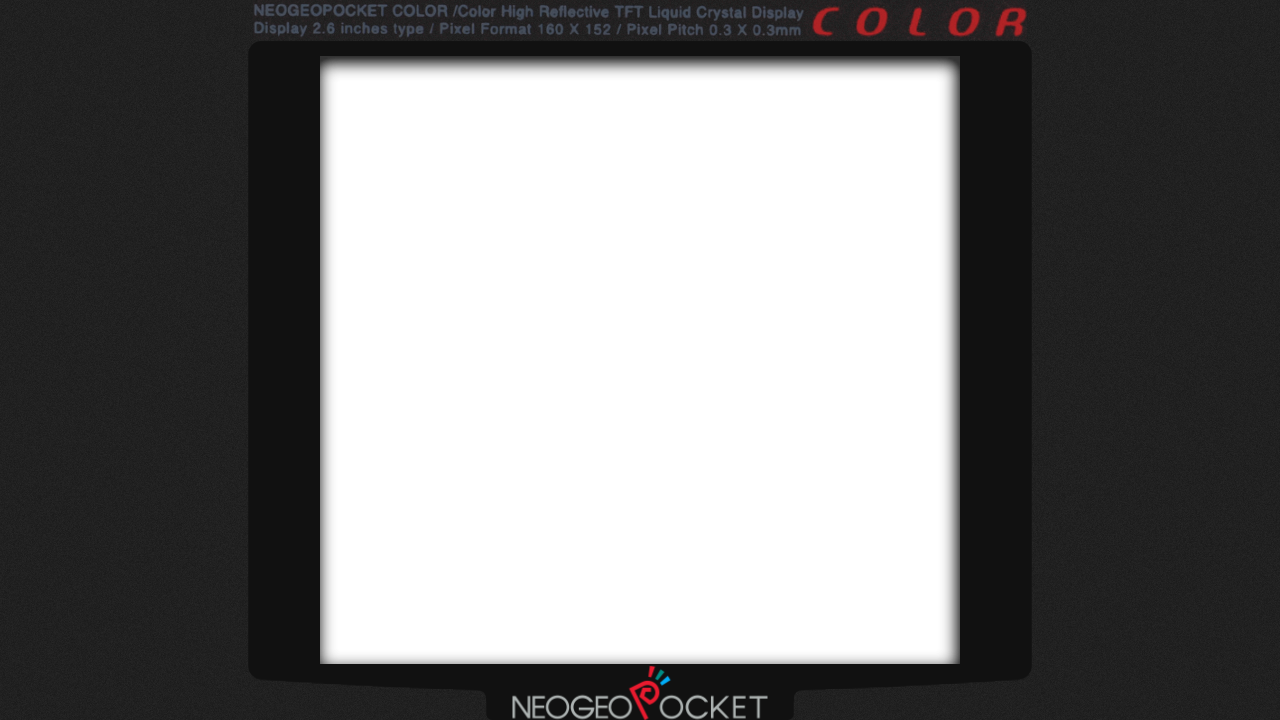 NEOGEOPOCKET COLOR /Color High Reflective TFT Liquid Crystal Display
Display 2.6 inches type / Pixel Format 160 X 152 / Pixel Pitch 0.3 X 0.3mm
COLOR
NEOGEOPOCKET